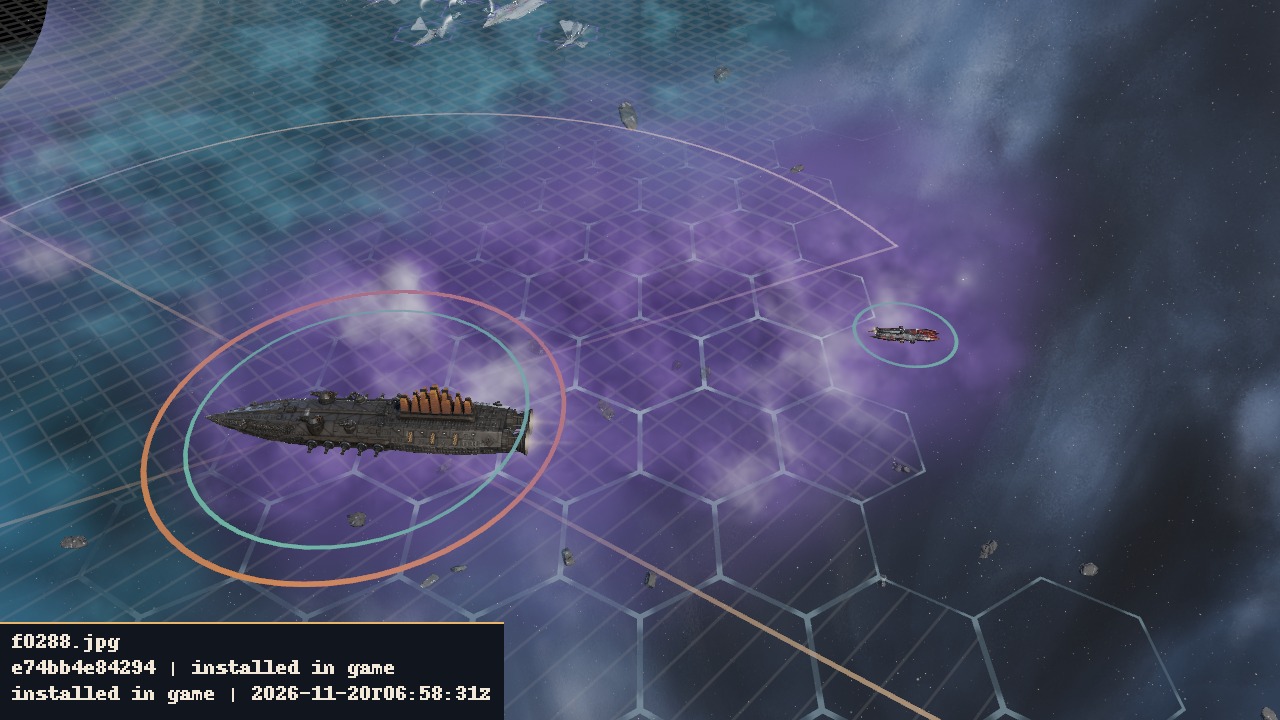 f0288.jpg
e74bb4e84294 | installed in game
installed in game | 2026-11-20T06:58:31Z